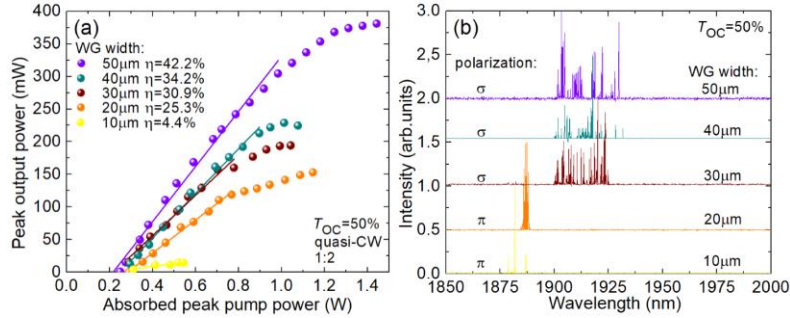 (a)
WG width:
50μm η=42.2%
40μm η=34.2%
30μm η=30.9%
20μm η=25.3%
10μm η=4.4%
TOC=50%
quasi-CW
1:2
Peak output power (mW)
400
350
300
250
200
150
100
50
0
0.0 0.2 0.4 0.6 0.8 1.0 1.2 1.4
Absorbed peak pump power (W)
(b)
TOC=50%
polarization:
WG width:
σ 50μm
σ 40μm
σ 30μm
π 20μm
π 10μm
Intensity (arb.units)
3.0
2.5
2.0
1.5
1.0
0.5
0.0
1850 1875 1900 1925 1950 1975 2000
Wavelength (nm)